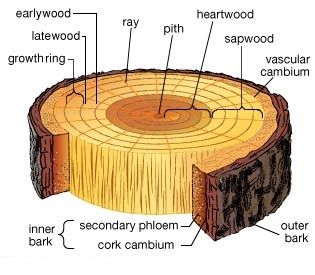 earlywood
latewood
growth ring
ray
pith
heartwood
sapwood
vascular
cambium
inner
bark
secondary phloem
cork cambium
outer
bark